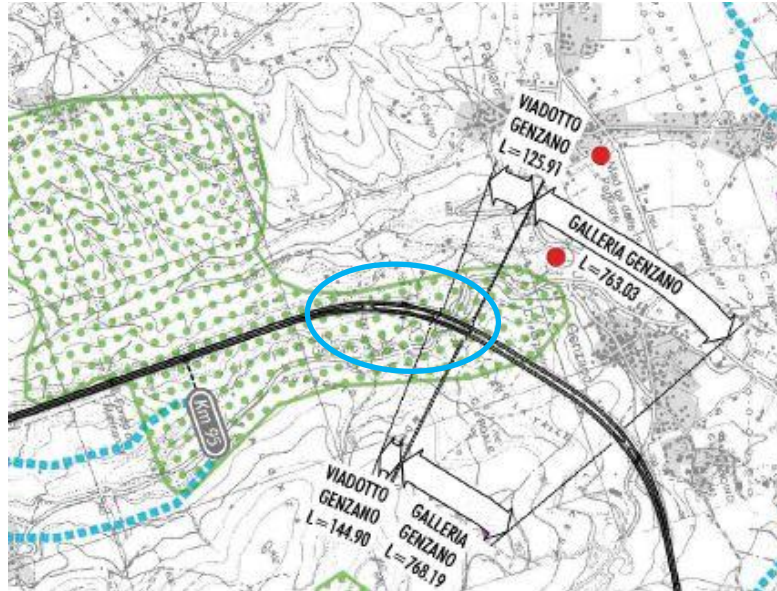 VIADOTTO
GENZANO
L=125.91
GALLERIA GENZANO
L=763.03
Km 95
VIADOTTO
GENZANO
L=144.90
GALLERIA
GENZANO
L=768.19